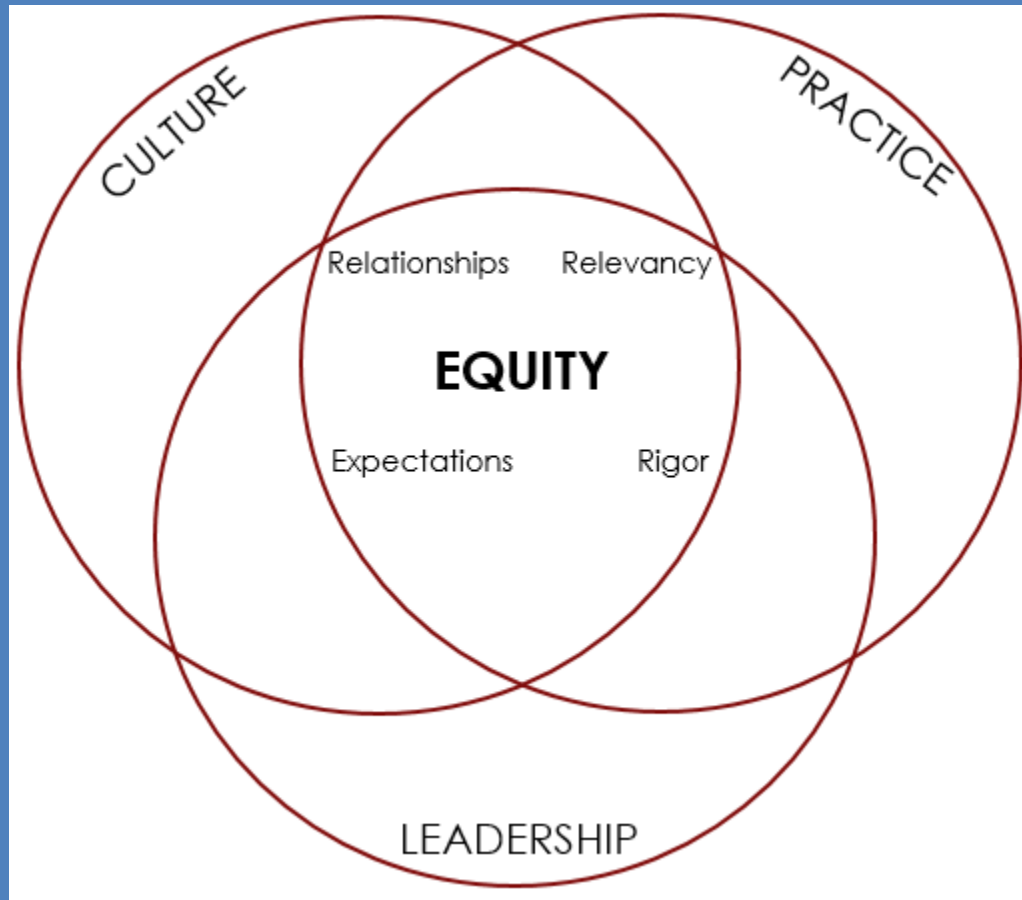 CULTURE
PRACTICE
Relationships Relevancy
EQUITY
Expectations Rigor
LEADERSHIP